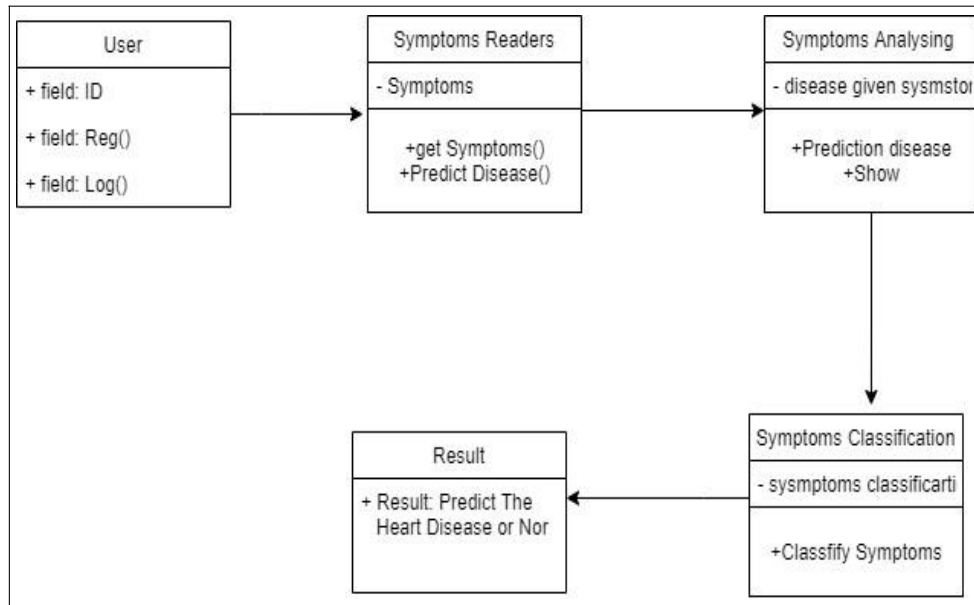 User
+ field: ID
+ field: Reg()
+ field: Log()
Symptoms Readers
- Symptoms
+get Symptoms()
+Predict Disease()
Symptoms Analysing
- disease given sysmstor
+Prediction disease
+Show
Symptoms Classification
- sysmptoms classificarti
+Classfify Symptoms
Result
+ Result: Predict The
Heart Disease or Nor